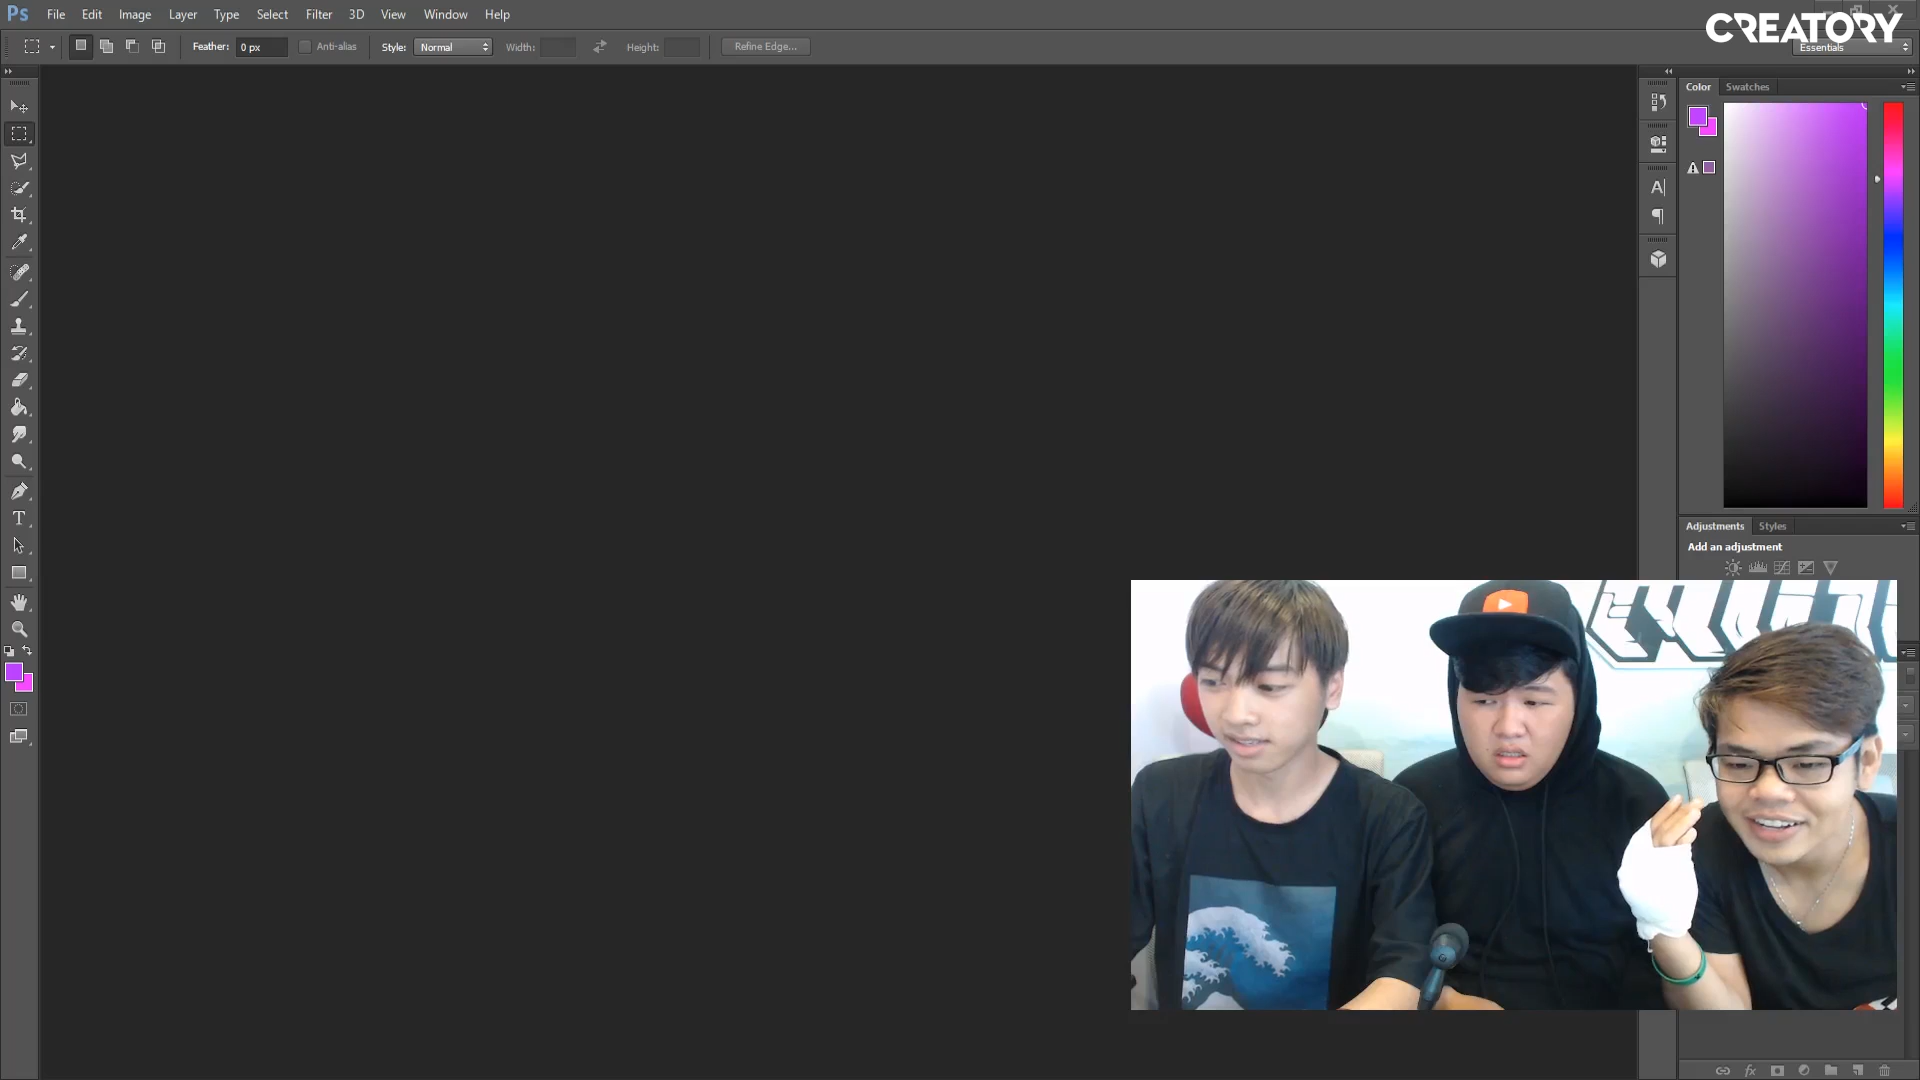 Ps File Edit Image Layer Type Select Filter 3D View Window Help
CREATORY
Feather: 0 px Anti-alias Style: Normal Width: Height: Refine Edge... Essentials
Color Swatches
Adjustments Styles
Add an adjustment